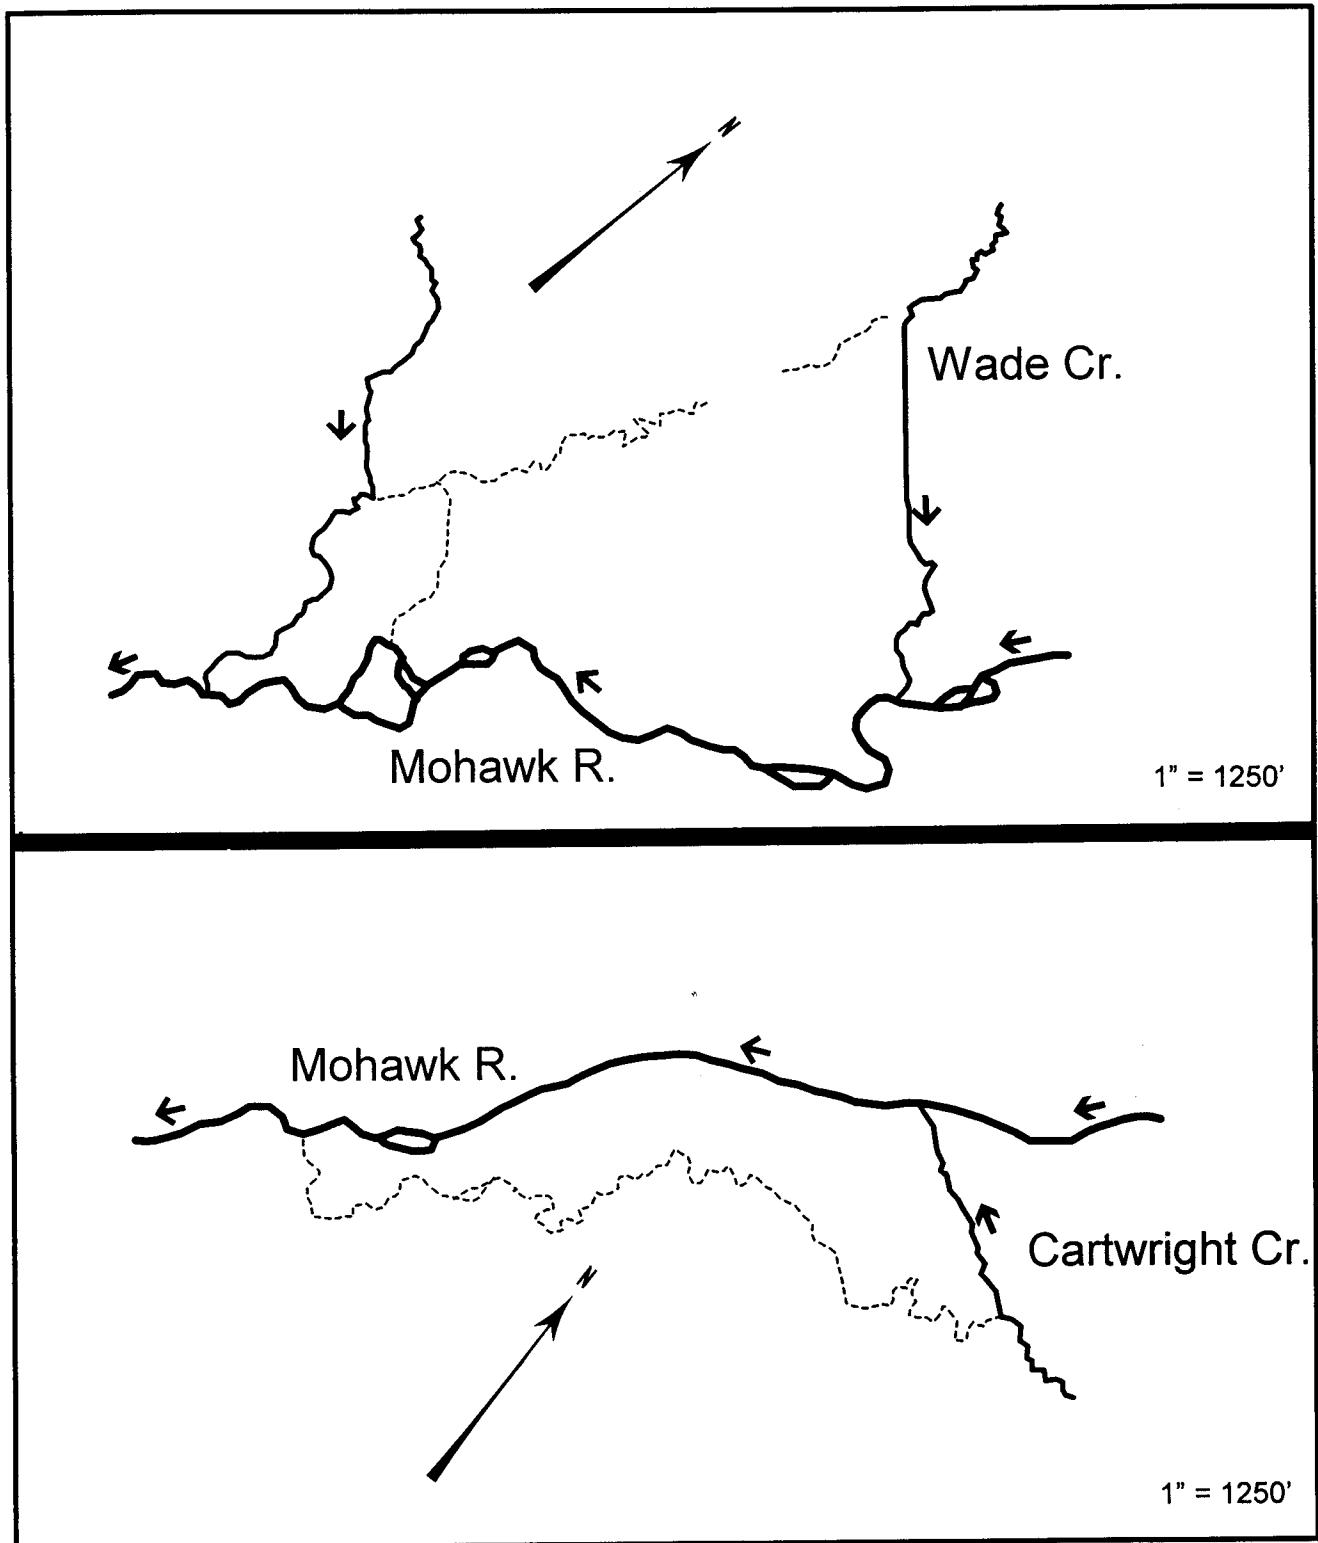 N
Wade Cr.
Mohawk R.
1" = 1250'
Mohawk R.
Cartwright Cr.
N
1" = 1250'